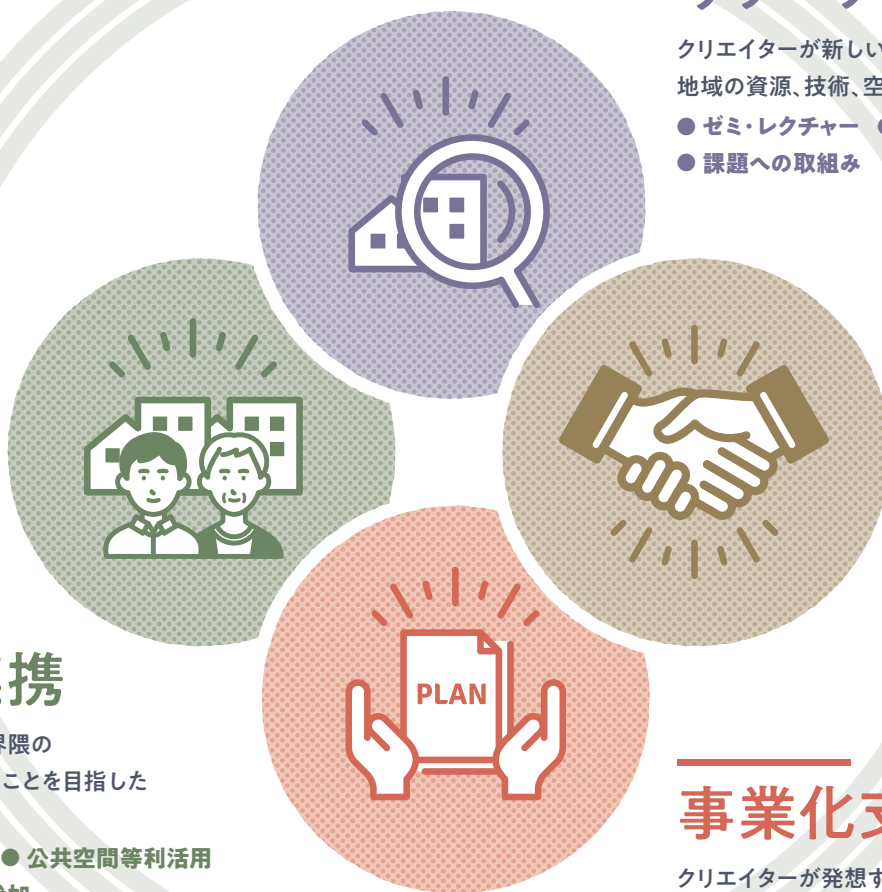 クリエイターが新しい
地域の資源、技術、空
● ゼミ・レクチャー ●
● 課題への取組み
PLAN
携
界隈の
ことを目指した
● 公共空間等利活用
事業化支
クリエイターが発想す